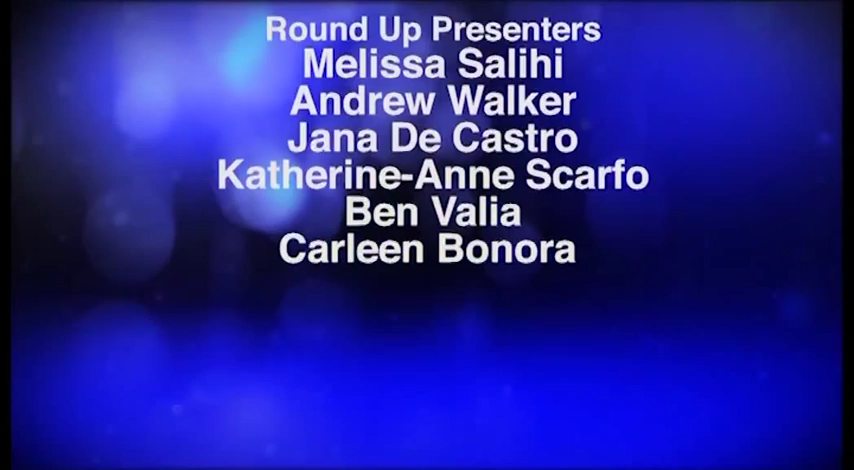 Round Up Presenters
Melissa Salihi
Andrew Walker
Jana De Castro
Katherine-Anne Scarfo
Ben Valia
Carleen Bonora